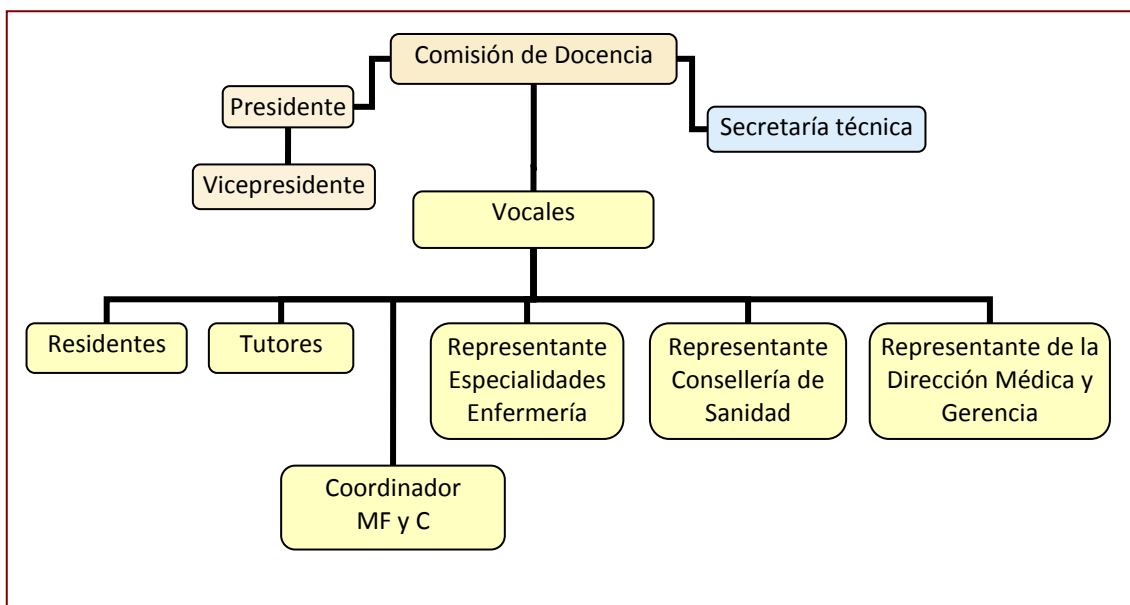 Comisión de Docencia
Presidente
Secretaría técnica
Vicepresidente
Vocales
Residentes
Tutores
Representante
Especialidades
Enfermería
Representante
Consellería de
Sanidad
Representante de la
Dirección Médica y
Gerencia
Coordinador
MF y C